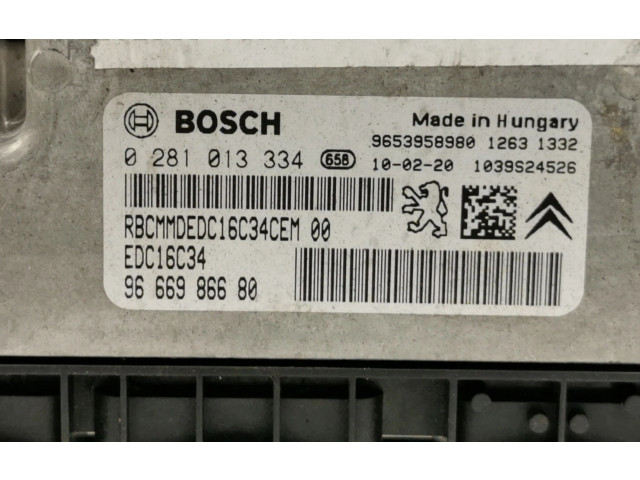 BOSCH
Made in Hungary
9653958980 1263 1332
0 281 013 334 658 10-02-20 1039S24526
RBCMMDEDC16C34CEM 00
EDC16C34
96 669 866 80